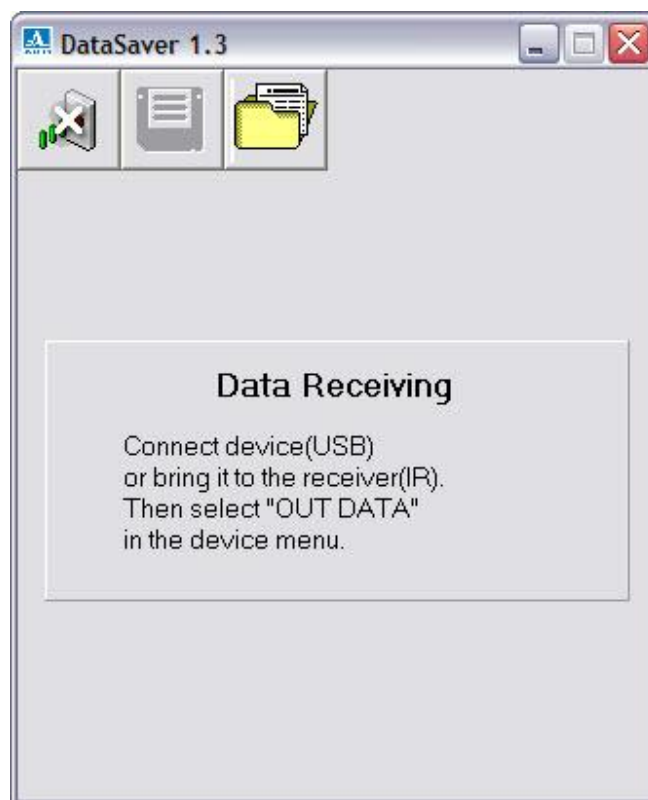 DataSaver 1.3
Data Receiving
Connect device(USB)
or bring it to the receiver(IR).
Then select "OUT DATA"
in the device menu.